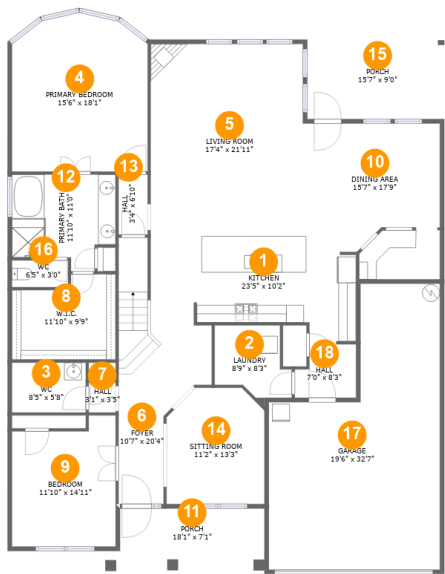 15
PORCH
15'7" x 9'0"
4
PRIMARY BEDROOM
15'6" x 18'1"
5
LIVING ROOM
17'4" x 21'11"
10
DINING AREA
15'7" x 17'9"
13
HALL
3'4" x 6'10"
12
PRIMARY BATH
11'10" x 11'0"
16
WC
6'5" x 3'0"
1
KITCHEN
23'5" x 10'2"
8
W.I.C.
11'10" x 9'9"
2
LAUNDRY
8'9" x 8'3"
18
HALL
7'0" x 8'3"
3
WC
8'5" x 5'8"
7
HALL
3'1" x 3'5"
6
FOYER
10'7" x 20'4"
14
SITTING ROOM
11'2" x 13'3"
17
GARAGE
19'6" x 32'7"
9
BEDROOM
11'10" x 14'11"
11
PORCH
18'1" x 7'1"